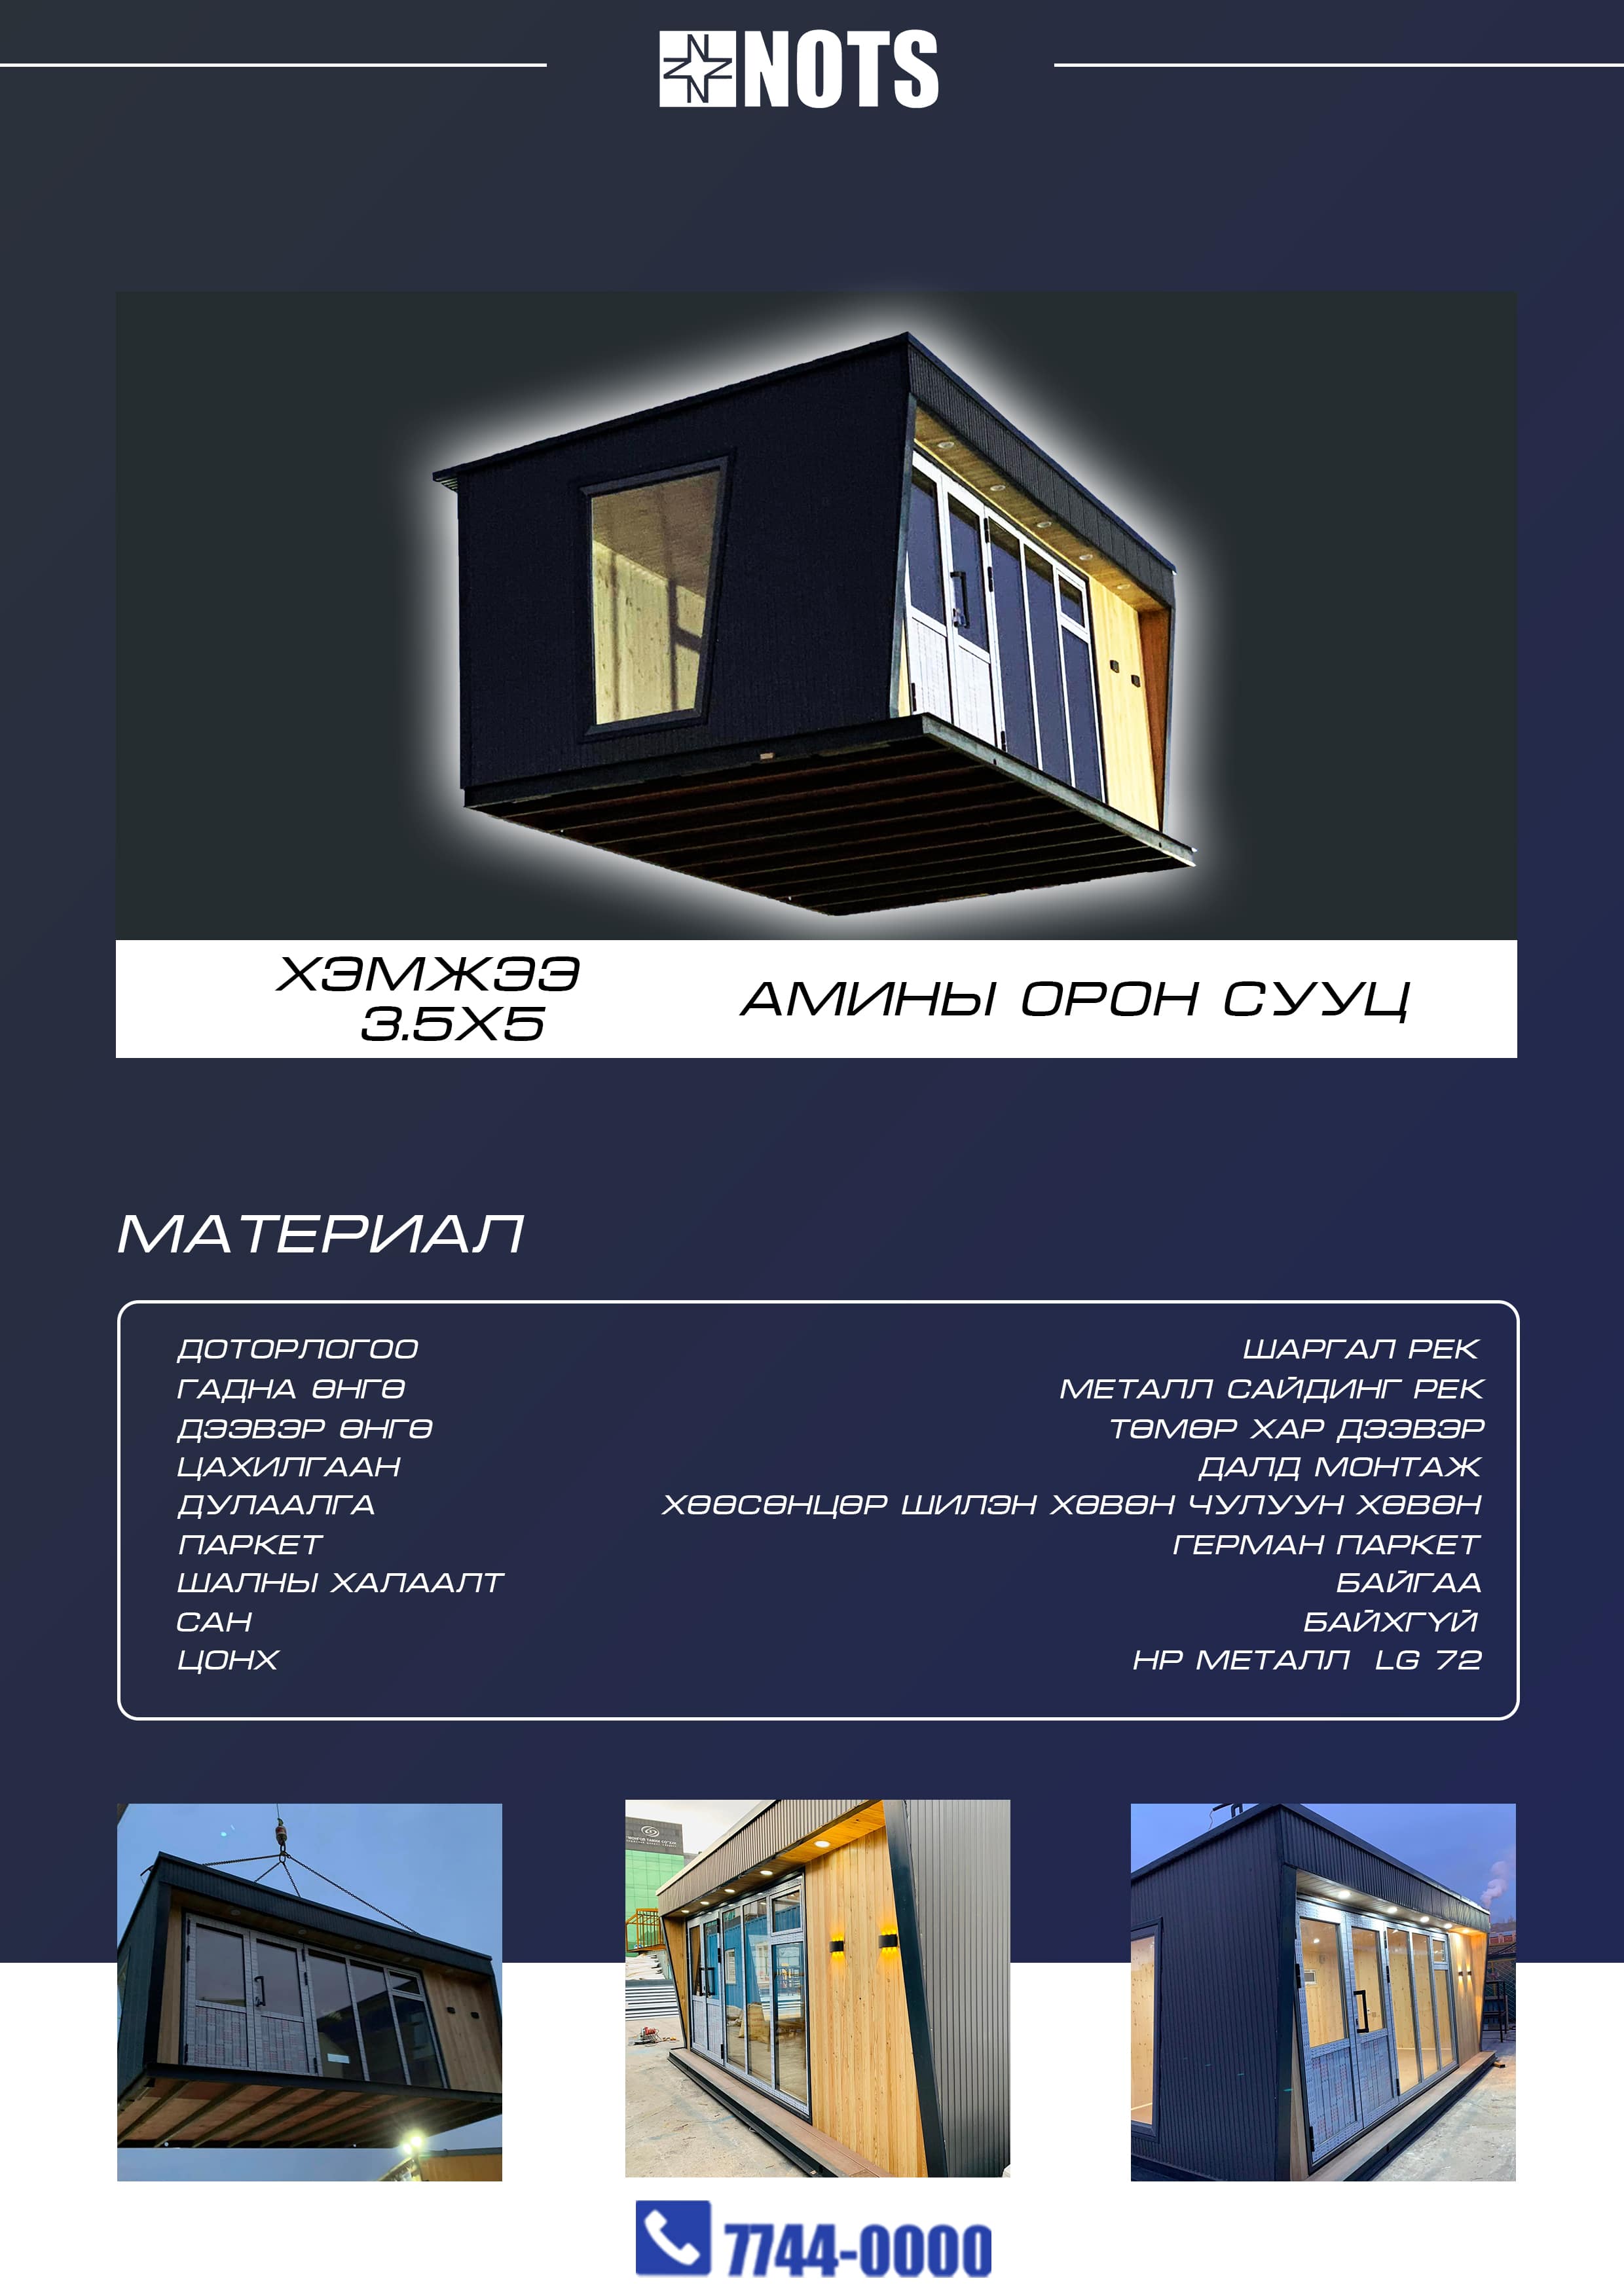 NOTS
ХЭМЖЭЭ
3.5X5
АМИНЫ ОРОН СУУЦ
МАТЕРИАЛ
ДОТОРЛОГОО ШАРГАЛ РЕК
ГАДНА ӨНГӨ МЕТАЛЛ САЙДИНГ РЕК
ДЭЭВЭР ӨНГӨ ТӨМӨР ХАР ДЭЭВЭР
ЦАХИЛГААН ДАЛД МОНТАЖ
ДУЛААЛГА ХӨӨСӨНЦӨР ШИЛЭН ХӨВӨН ЧУЛУУН ХӨВӨН
ПАРКЕТ ГЕРМАН ПАРКЕТ
ШАЛНЫ ХАЛААЛТ БАЙГАА
САН БАЙХГҮЙ
ЦОНХ НР МЕТАЛЛ LG 72
7744-0000